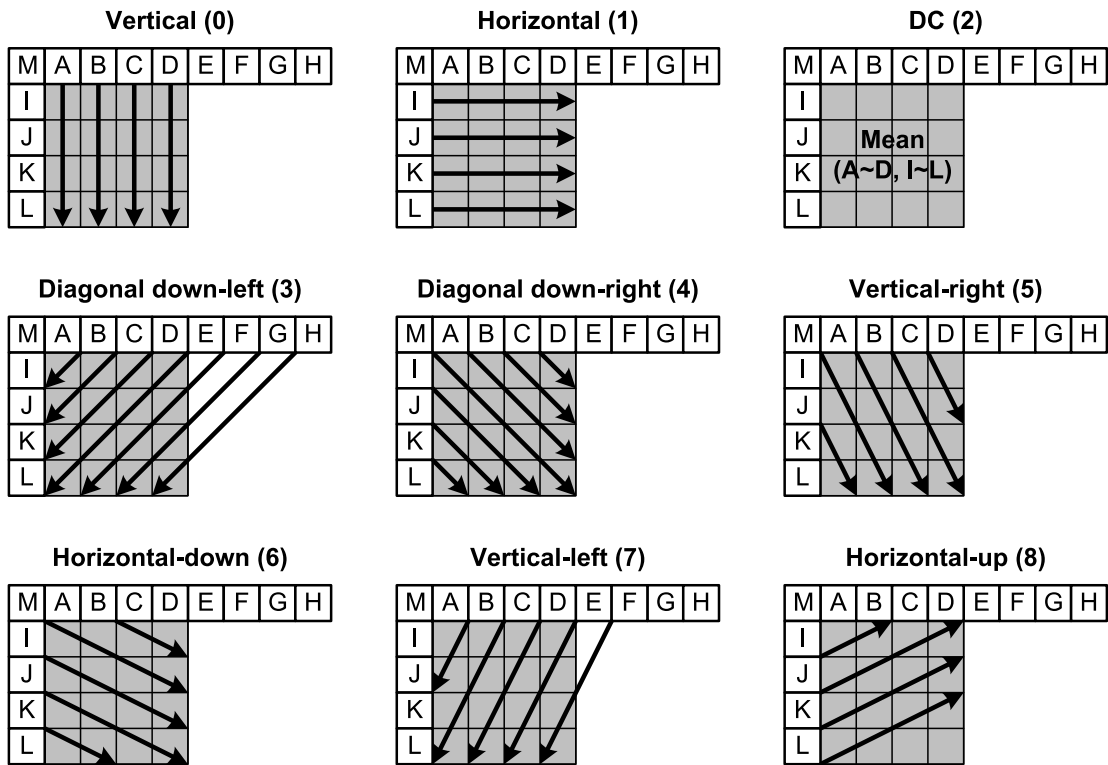 Vertical (0)
M A B C D E F G H
I
J
K
L
Horizontal (1)
M A B C D E F G H
I
J
K
L
DC (2)
M A B C D E F G H
I
J
K
L
Mean
(A~D, I~L)
Diagonal down-left (3)
M A B C D E F G H
I
J
K
L
Diagonal down-right (4)
M A B C D E F G H
I
J
K
L
Vertical-right (5)
M A B C D E F G H
I
J
K
L
Horizontal-down (6)
M A B C D E F G H
I
J
K
L
Vertical-left (7)
M A B C D E F G H
I
J
K
L
Horizontal-up (8)
M A B C D E F G H
I
J
K
L